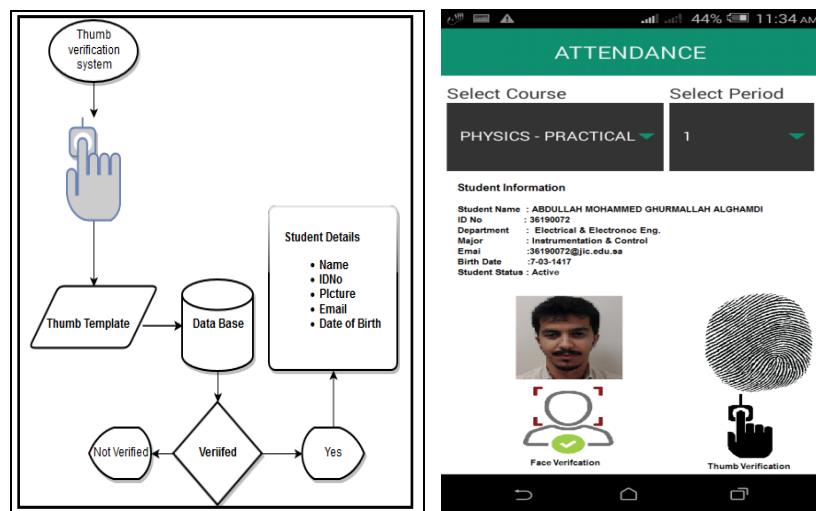 Thumb
verification
system
Thumb Template
Data Base
Student Details
• Name
• IDNo
• PIcture
• Email
• Date of Birth
Not Verified
Veriifed
Yes
44% 11:34 AM
ATTENDANCE
Select Course
Select Period
PHYSICS - PRACTICAL
1
Student Information
Student Name : ABDULLAH MOHAMMED GHURMALLAH ALGHAMDI
ID No : 36190072
Department : Electrical & Electronoc Eng.
Major : Instrumentation & Control
Emai :36190072@jic.edu.sa
Birth Date :7-03-1417
Student Status : Active
Face Verifcation
Thumb Verification